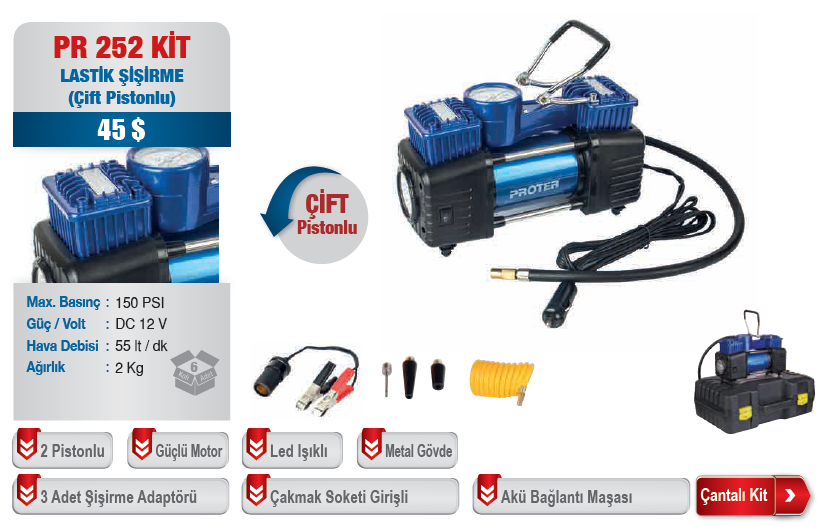 PR 252 KİT
LASTİK ŞİŞİRME
(Çift Pistonlu)
45 $
ÇİFT
Pistonlu
PROTER
Max. Basınç : 150 PSI
Güç / Volt : DC 12 V
Hava Debisi : 55 lt / dk
Ağırlık : 2 Kg
6
Koli Adet
2 Pistonlu
Güçlü Motor
Led Işıklı
Metal Gövde
3 Adet Şişirme Adaptörü
Çakmak Soketi Girişli
Akü Bağlantı Maşası
Çantalı Kit